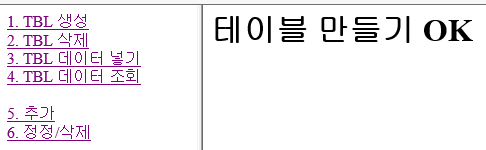 1. TBL 생성
2. TBL 삭제
3. TBL 데이터 넣기
4. TBL 데이터 조회
5. 추가
6. 정정/삭제
테이블 만들기 OK